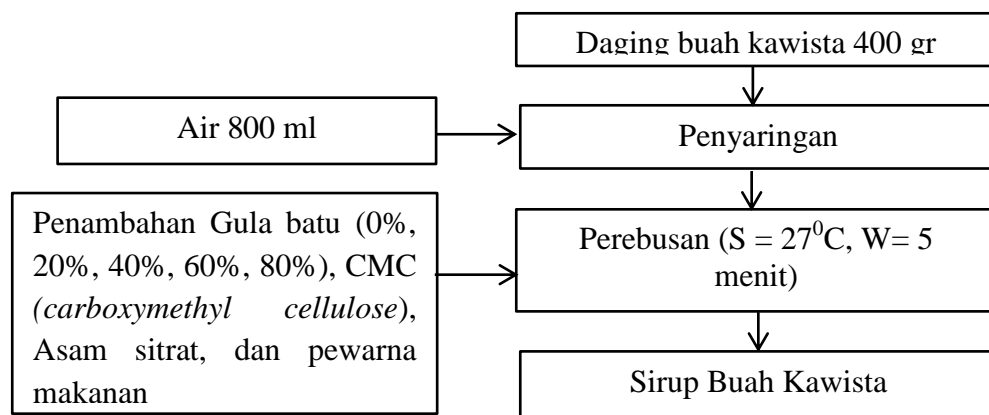 Daging buah kawista 400 gr
Air 800 ml
Penyaringan
Penambahan Gula batu (0%,
20%, 40%, 60%, 80%), CMC
(carboxymethyl cellulose),
Asam sitrat, dan pewarna
makanan
Perebusan (S = 27⁰C, W= 5
menit)
Sirup Buah Kawista